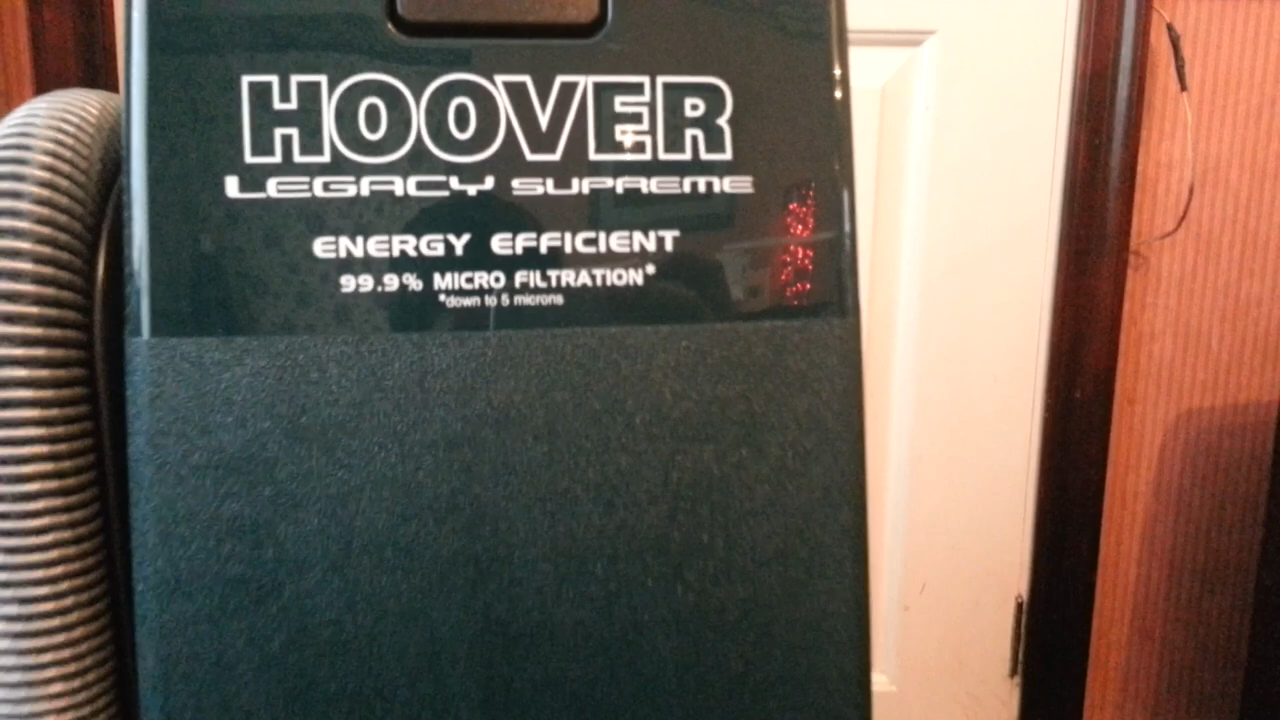 HOOVER
LEGACY SUPREME
ENERGY EFFICIENT
99.9% MICRO FILTRATION*
*down to 5 microns